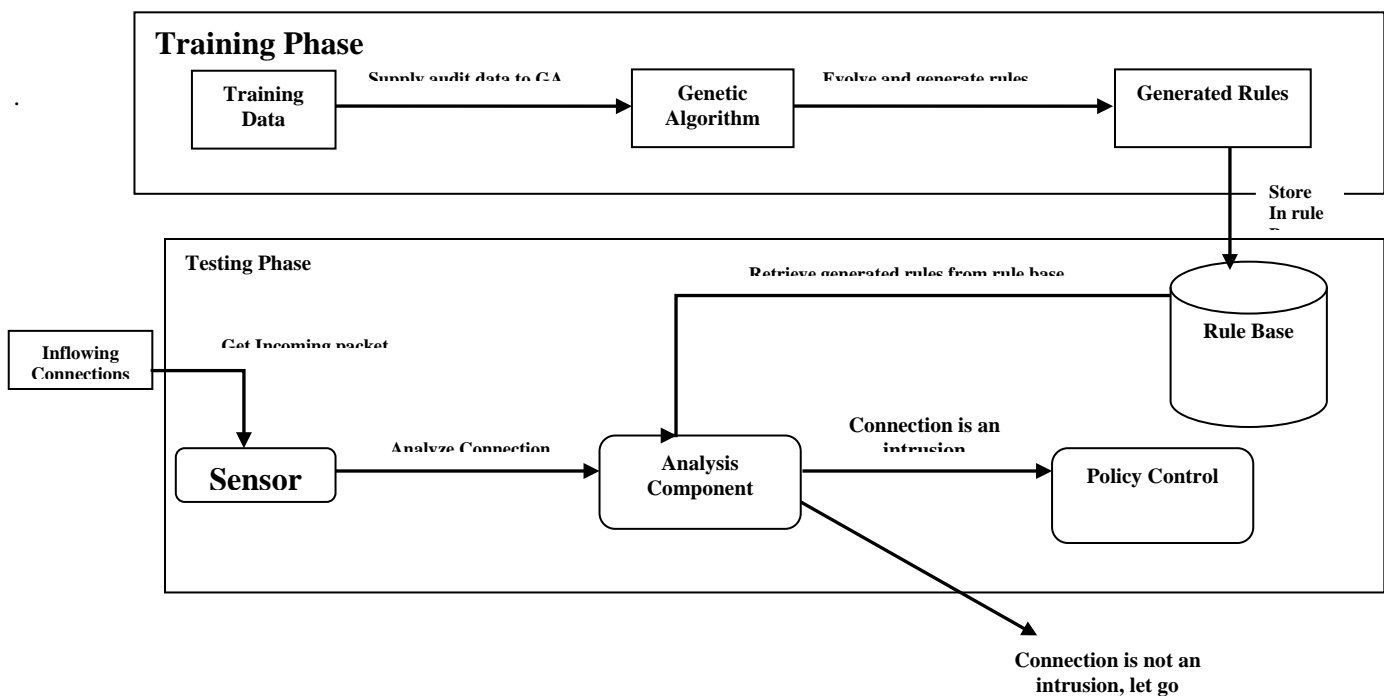 Training Phase
Supply audit data to GA
Evolve and generate rules
Training
Data
Genetic
Algorithm
Generated Rules
Store
In rule
Testing Phase
Retrieve generated rules from rule base
Rule Base
Inflowing
Connections
Get Incoming packet
Connection is an
intrusion
Analyze Connection
Sensor
Analysis
Component
Policy Control
Connection is not an
intrusion, let go